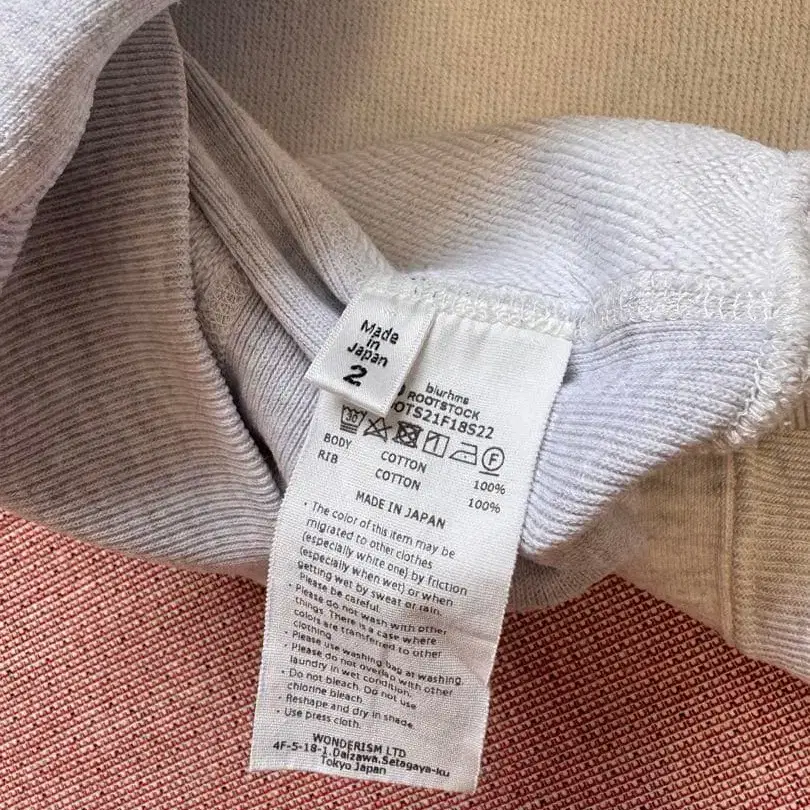 Made
in
Japan
2
blurhms
ROOTSTOCK
OTS21F18S22
30
F
BODY COTTON 100%
RIB COTTON 100%
MADE IN JAPAN
・The color of this item may be
migrated to other clothes
(especially white one) by friction
(especially when wet) or when
getting wet by sweat or rain.
Please be careful.
・Please do not wash with other
things. There is a case where
colors are transferred to other
clothing.
・Please use washing bag at washing.
・Please do not overlap with other
laundry in wet condition.
・Do not bleach. Do not use
chlorine bleach.
・Reshape and dry in shade.
・Use press cloth.
WONDERISM LTD
4F-5-18-1.Daizawa.Setagaya-ku
Tokyo Japan